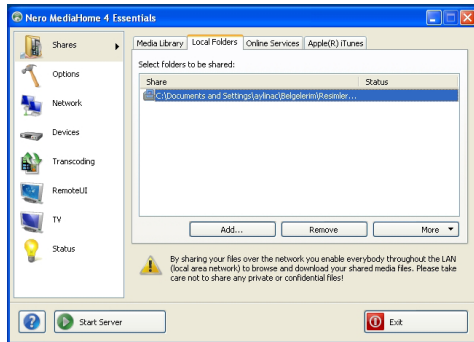 Nero MediaHome 4 Essentials
Shares
Options
Network
Devices
Transcoding
RemoteUI
TV
Status
Media Library Local Folders Online Services Apple(R) iTunes
Select folders to be shared:
Share Status
C:\Documents and Settings\aylinac\Belgelerim\Resimler...
Add... Remove More
By sharing your files over the network you enable everybody throughout the LAN
(local area network) to browse and download your shared media files. Please take
care not to share any private or confidential files!
Start Server Exit